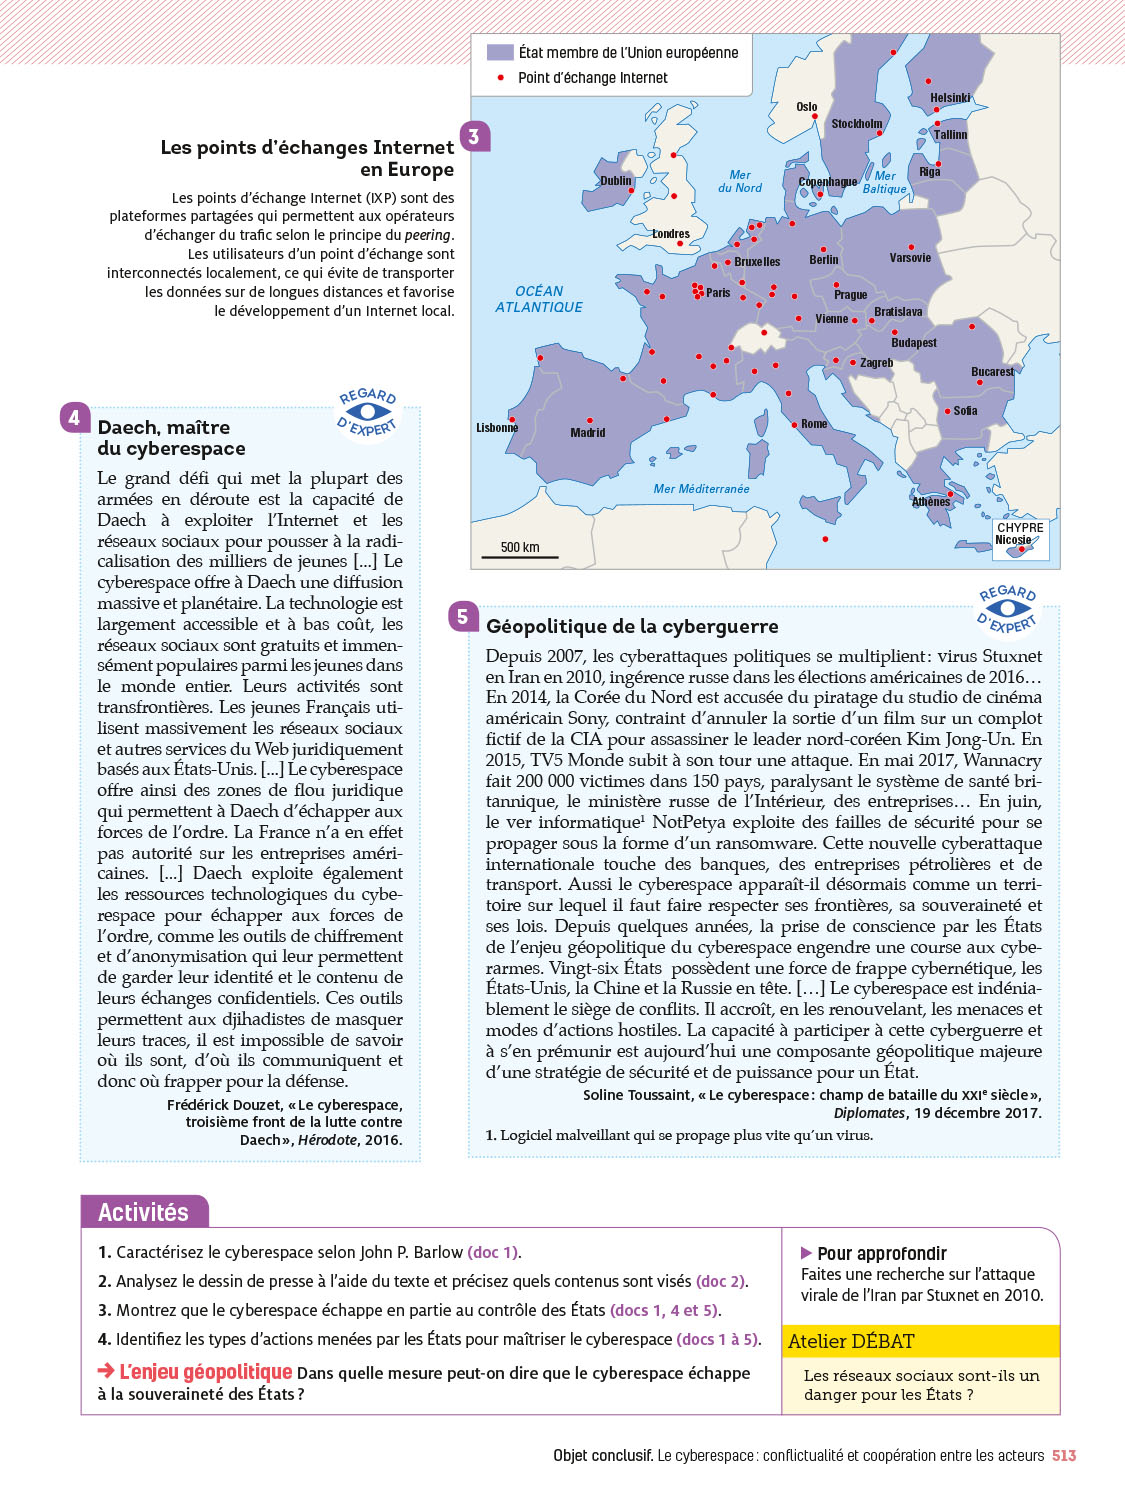 État membre de l'Union européenne
Point d'échange Internet
3
Les points d'échanges Internet
en Europe
Les points d'échange Internet (IXP) sont des
plateformes partagées qui permettent aux opérateurs
d'échanger du trafic selon le principe du peering.
Les utilisateurs d'un point d'échange sont
interconnectés localement, ce qui évite de transporter
les données sur de longues distances et favorise
le développement d'un Internet local.
Oslo
Helsinki
Stockholm
Tallinn
Riga
Mer
du Nord
Copenhague
Mer
Baltique
Dublin
Londres
Bruxelles
Berlin
Varsovie
OCÉAN
ATLANTIQUE
Paris
Prague
Vienne
Bratislava
Budapest
Zagreb
Bucarest
Sofia
Lisbonne
Madrid
Rome
Mer Méditerranée
Athènes
CHYPRE
Nicosie
500 km
4
REGARD
D'EXPERT
Daech, maître
du cyberespace
Le grand défi qui met la plupart des
armées en déroute est la capacité de
Daech à exploiter l'Internet et les
réseaux sociaux pour pousser à la radi-
calisation des milliers de jeunes [...] Le
cyberespace offre à Daech une diffusion
massive et planétaire. La technologie est
largement accessible et à bas coût, les
réseaux sociaux sont gratuits et immen-
sément populaires parmi les jeunes dans
le monde entier. Leurs activités sont
transfrontières. Les jeunes Français uti-
lisent massivement les réseaux sociaux
et autres services du Web juridiquement
basés aux États-Unis. [...] Le cyberespace
offre ainsi des zones de flou juridique
qui permettent à Daech d'échapper aux
forces de l'ordre. La France n'a en effet
pas autorité sur les entreprises améri-
caines. [...] Daech exploite également
les ressources technologiques du cybe-
respace pour échapper aux forces de
l'ordre, comme les outils de chiffrement
et d'anonymisation qui leur permettent
de garder leur identité et le contenu de
leurs échanges confidentiels. Ces outils
permettent aux djihadistes de masquer
leurs traces, il est impossible de savoir
où ils sont, d'où ils communiquent et
donc où frapper pour la défense.
Frédérick Douzet, « Le cyberespace,
troisième front de la lutte contre
Daech », Hérodote, 2016.
5
REGARD
D'EXPERT
Géopolitique de la cyberguerre
Depuis 2007, les cyberattaques politiques se multiplient : virus Stuxnet
en Iran en 2010, ingérence russe dans les élections américaines de 2016…
En 2014, la Corée du Nord est accusée du piratage du studio de cinéma
américain Sony, contraint d'annuler la sortie d'un film sur un complot
fictif de la CIA pour assassiner le leader nord-coréen Kim Jong-Un. En
2015, TV5 Monde subit à son tour une attaque. En mai 2017, Wannacry
fait 200 000 victimes dans 150 pays, paralysant le système de santé bri-
tannique, le ministère russe de l'Intérieur, des entreprises… En juin,
le ver informatique¹ NotPetya exploite des failles de sécurité pour se
propager sous la forme d'un ransomware. Cette nouvelle cyberattaque
internationale touche des banques, des entreprises pétrolières et de
transport. Aussi le cyberespace apparaît-il désormais comme un terri-
toire sur lequel il faut faire respecter ses frontières, sa souveraineté et
ses lois. Depuis quelques années, la prise de conscience par les États
de l'enjeu géopolitique du cyberespace engendre une course aux cybe-
rarmes. Vingt-six États possèdent une force de frappe cybernétique, les
États-Unis, la Chine et la Russie en tête. […] Le cyberespace est indénia-
blement le siège de conflits. Il accroît, en les renouvelant, les menaces et
modes d'actions hostiles. La capacité à participer à cette cyberguerre et
à s'en prémunir est aujourd'hui une composante géopolitique majeure
d'une stratégie de sécurité et de puissance pour un État.
Soline Toussaint, « Le cyberespace : champ de bataille du XXIe siècle »,
Diplomates, 19 décembre 2017.
1. Logiciel malveillant qui se propage plus vite qu'un virus.
Activités
1. Caractérisez le cyberespace selon John P. Barlow (doc 1).
2. Analysez le dessin de presse à l'aide du texte et précisez quels contenus sont visés (doc 2).
3. Montrez que le cyberespace échappe en partie au contrôle des États (docs 1, 4 et 5).
4. Identifiez les types d'actions menées par les États pour maîtriser le cyberespace (docs 1 à 5).
→ L'enjeu géopolitique Dans quelle mesure peut-on dire que le cyberespace échappe
à la souveraineté des États ?
▶ Pour approfondir
Faites une recherche sur l'attaque
virale de l'Iran par Stuxnet en 2010.
Atelier DÉBAT
Les réseaux sociaux sont-ils un
danger pour les États ?
Objet conclusif. Le cyberespace : conflictualité et coopération entre les acteurs 513